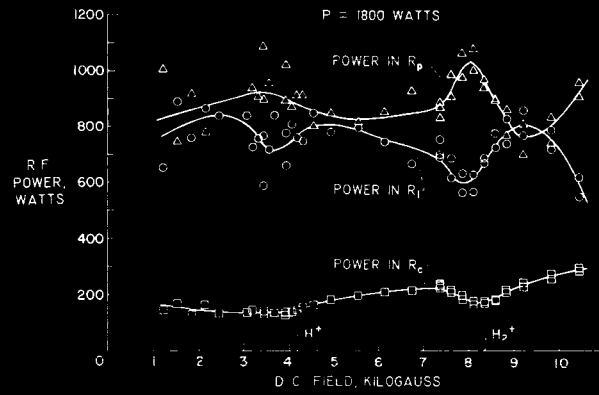 P = 1800 WATTS
1200
1000
800
600
400
200
0
RF
POWER,
WATTS
POWER IN Rp
POWER IN R1
POWER IN Rc
H+
H2+
1 2 3 4 5 6 7 8 9 10
DC FIELD, KILOGAUSS